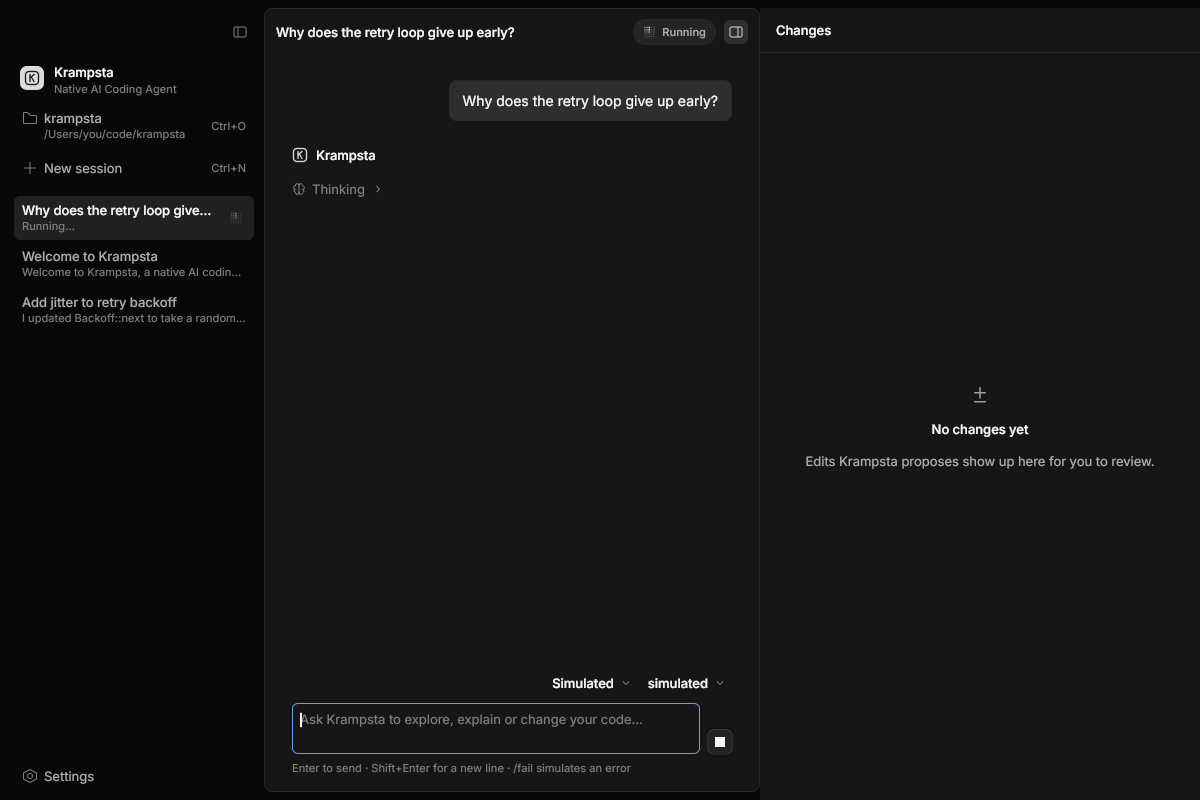 Krampsta
Native AI Coding Agent
krampsta
/Users/you/code/krampsta
Ctrl+O
New session
Ctrl+N
Why does the retry loop give...
Running...
Welcome to Krampsta
Welcome to Krampsta, a native AI codin...
Add jitter to retry backoff
I updated Backoff::next to take a random...
Settings
Why does the retry loop give up early?
Running
Why does the retry loop give up early?
Krampsta
Thinking
Simulated
simulated
Ask Krampsta to explore, explain or change your code...
Enter to send · Shift+Enter for a new line · /fail simulates an error
Changes
No changes yet
Edits Krampsta proposes show up here for you to review.